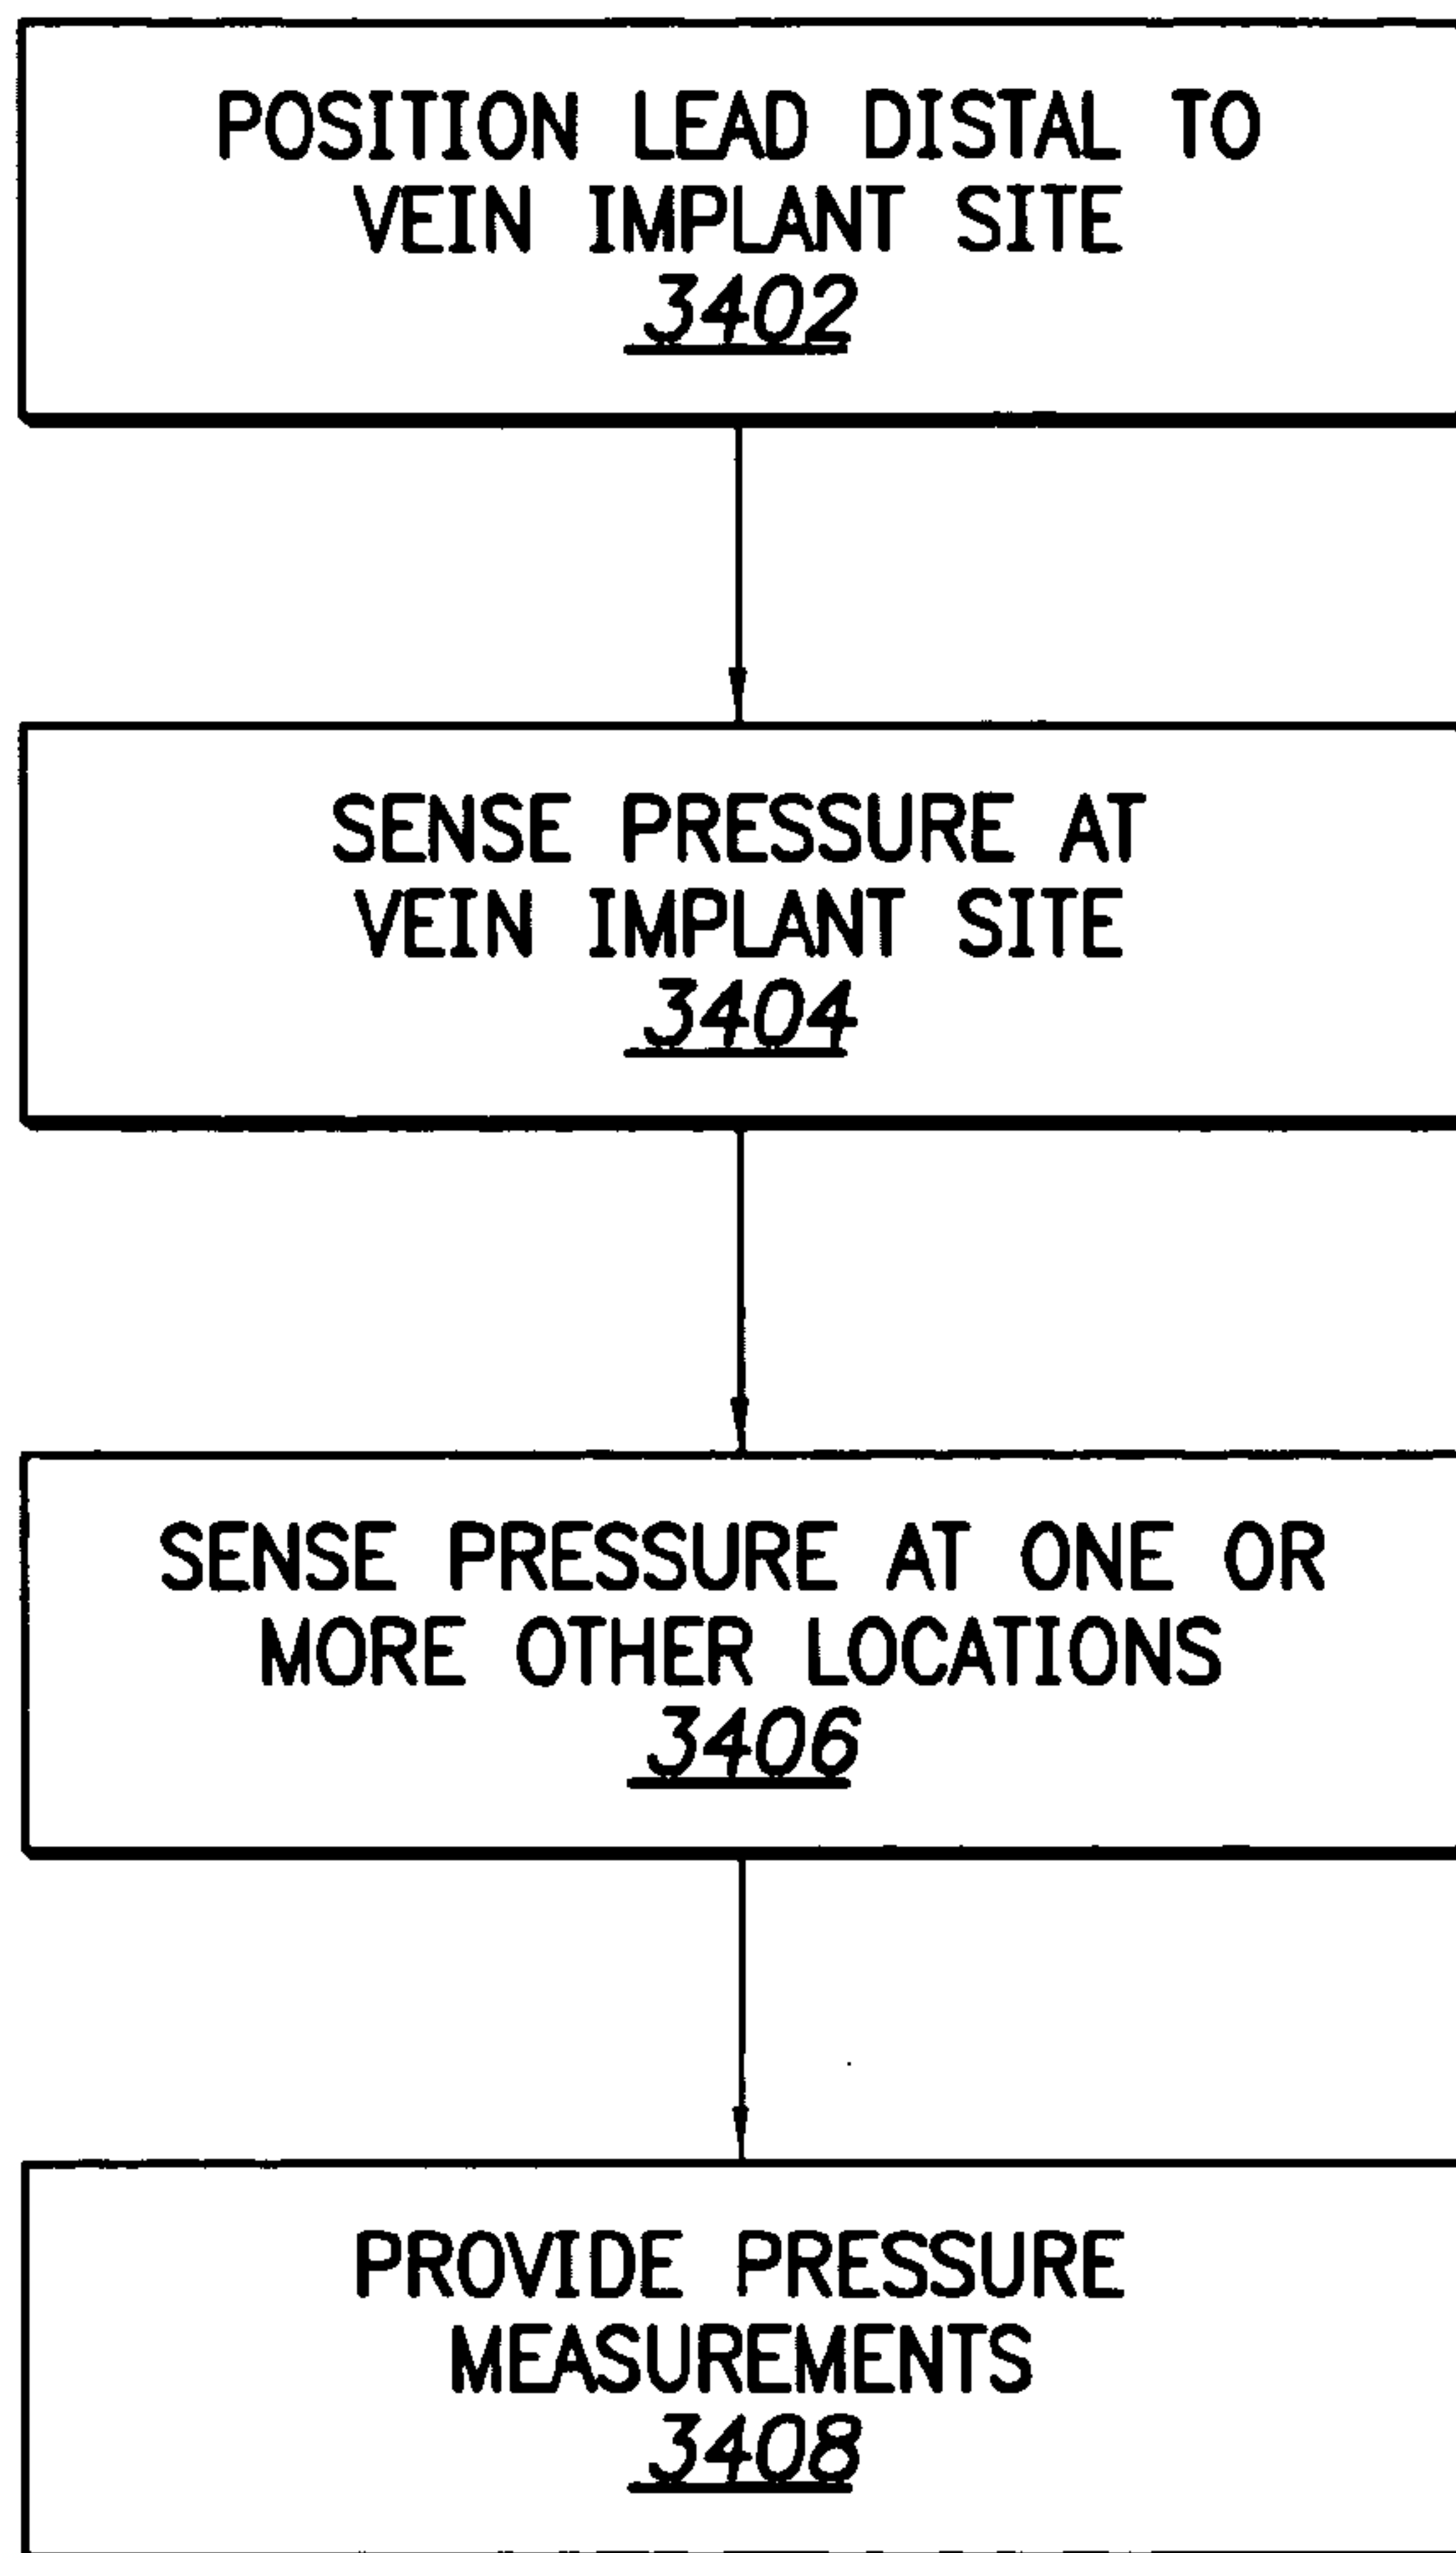 POSITION LEAD DISTAL TO
VEIN IMPLANT SITE
3402
SENSE PRESSURE AT
VEIN IMPLANT SITE
3404
SENSE PRESSURE AT ONE OR
MORE OTHER LOCATIONS
3406
PROVIDE PRESSURE
MEASUREMENTS
3408